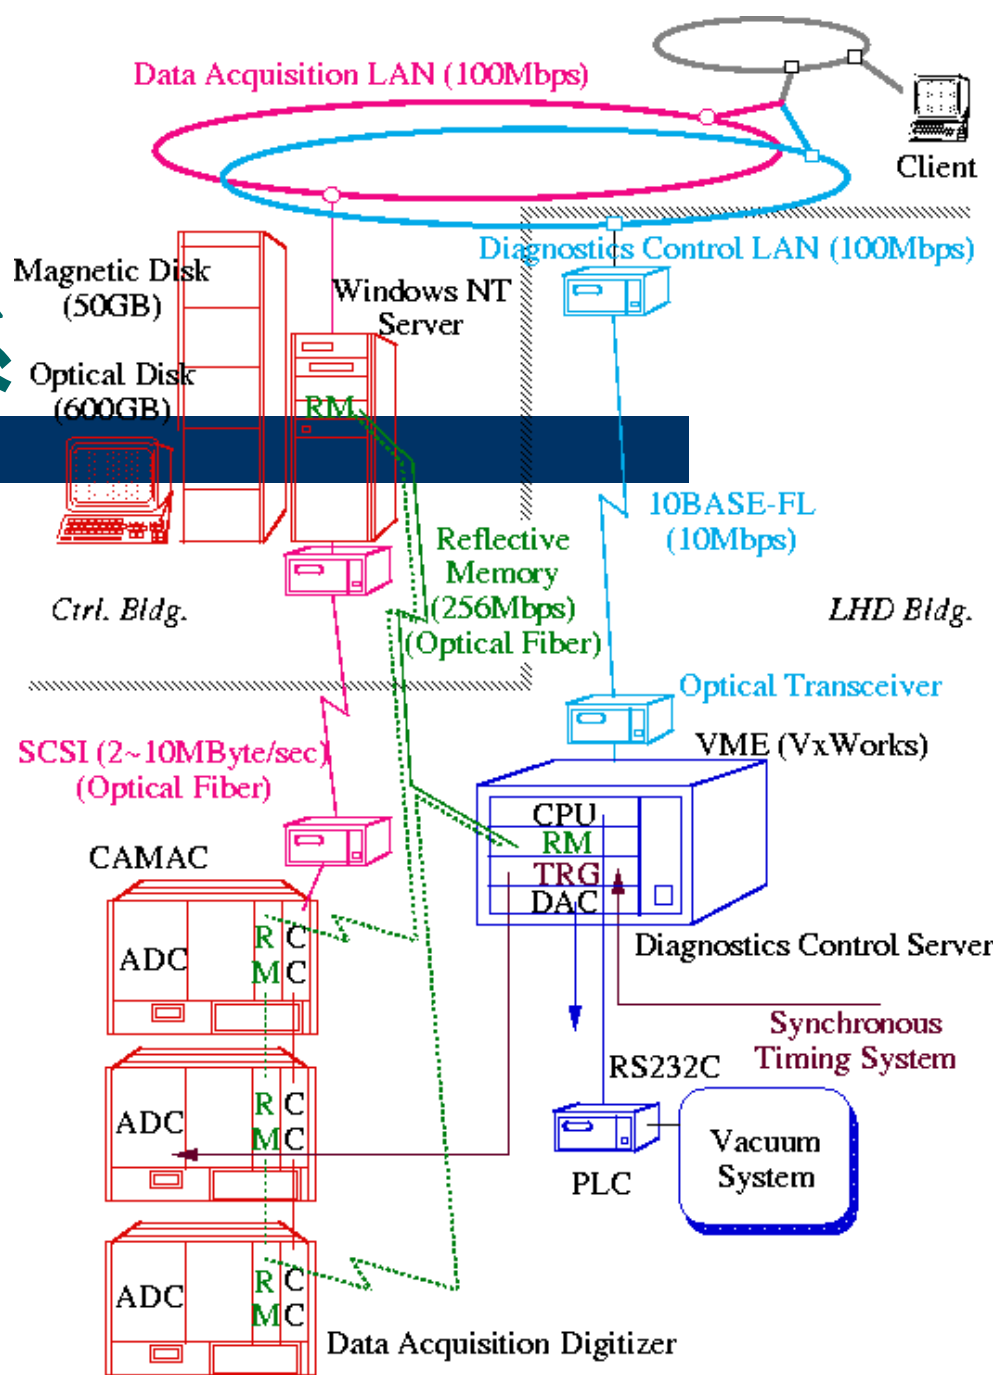 Data Acquisition LAN (100Mbps)
Client
Diagnostics Control LAN (100Mbps)
Magnetic Disk
(50GB)
Windows NT
Server
Optical Disk
(600GB)
RM
10BASE-FL
(10Mbps)
Reflective
Memory
(256Mbps)
(Optical Fiber)
Ctrl. Bldg.
LHD Bldg.
Optical Transceiver
SCSI (2~10MByte/sec)
(Optical Fiber)
VME (VxWorks)
CPU
RM
TRG
DAC
CAMAC
ADC
R C
M C
Diagnostics Control Server
Synchronous
Timing System
RS232C
ADC
R C
M C
PLC
Vacuum
System
ADC
R C
M C
Data Acquisition Digitizer